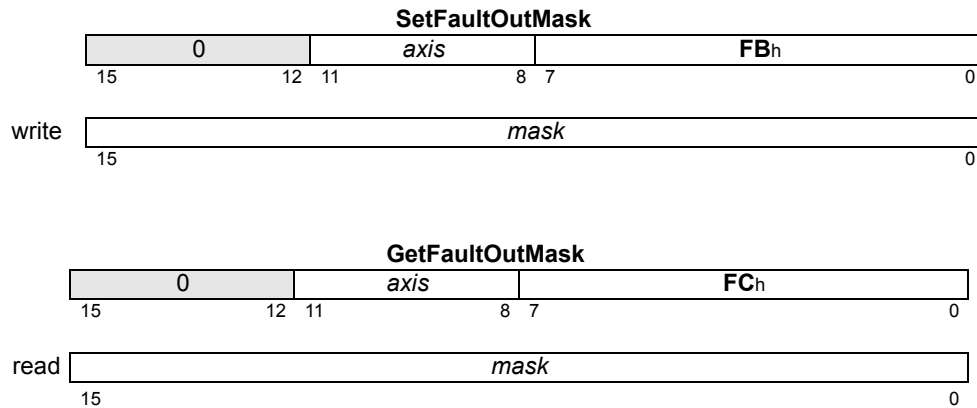 SetFaultOutMask
0 axis FBh
15 12 11 8 7 0
write mask
15 0
GetFaultOutMask
0 axis FCh
15 12 11 8 7 0
read mask
15 0